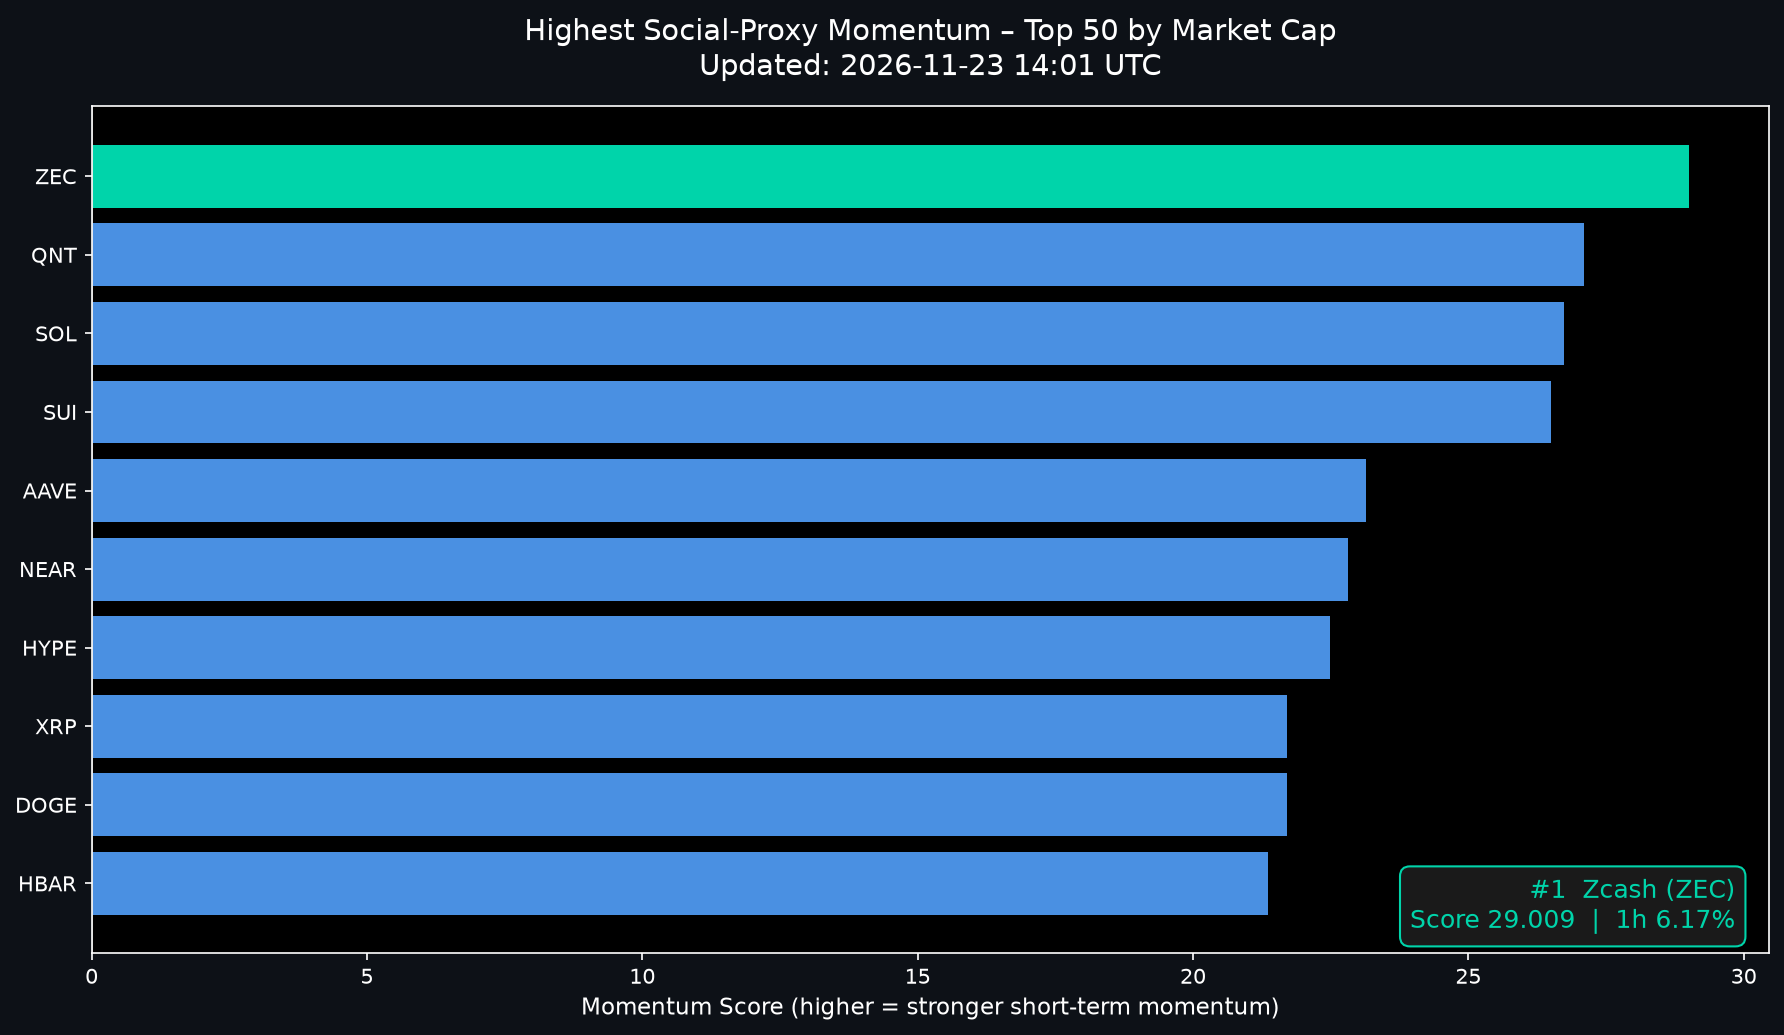 Highest Social-Proxy Momentum – Top 50 by Market Cap
Updated: 2026-11-23 14:01 UTC
ZEC
QNT
SOL
SUI
AAVE
NEAR
HYPE
XRP
DOGE
HBAR
#1 Zcash (ZEC)
Score 29.009 | 1h 6.17%
0 5 10 15 20 25 30
Momentum Score (higher = stronger short-term momentum)